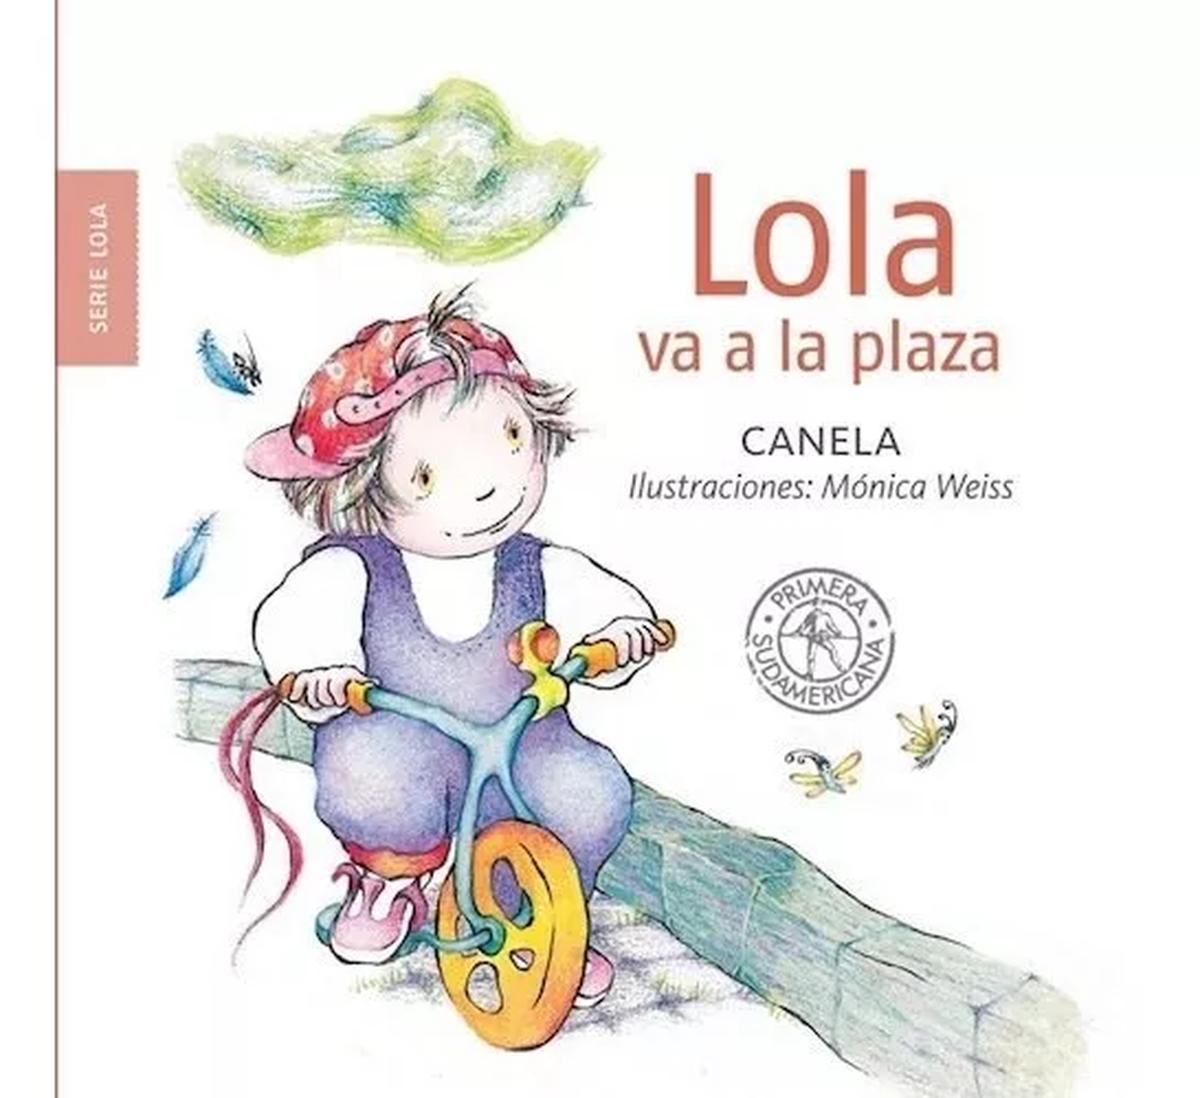 SERIE LOLA
Lola
va a la plaza
CANELA
Ilustraciones: Mónica Weiss
PRIMERA
SUDAMERICANA